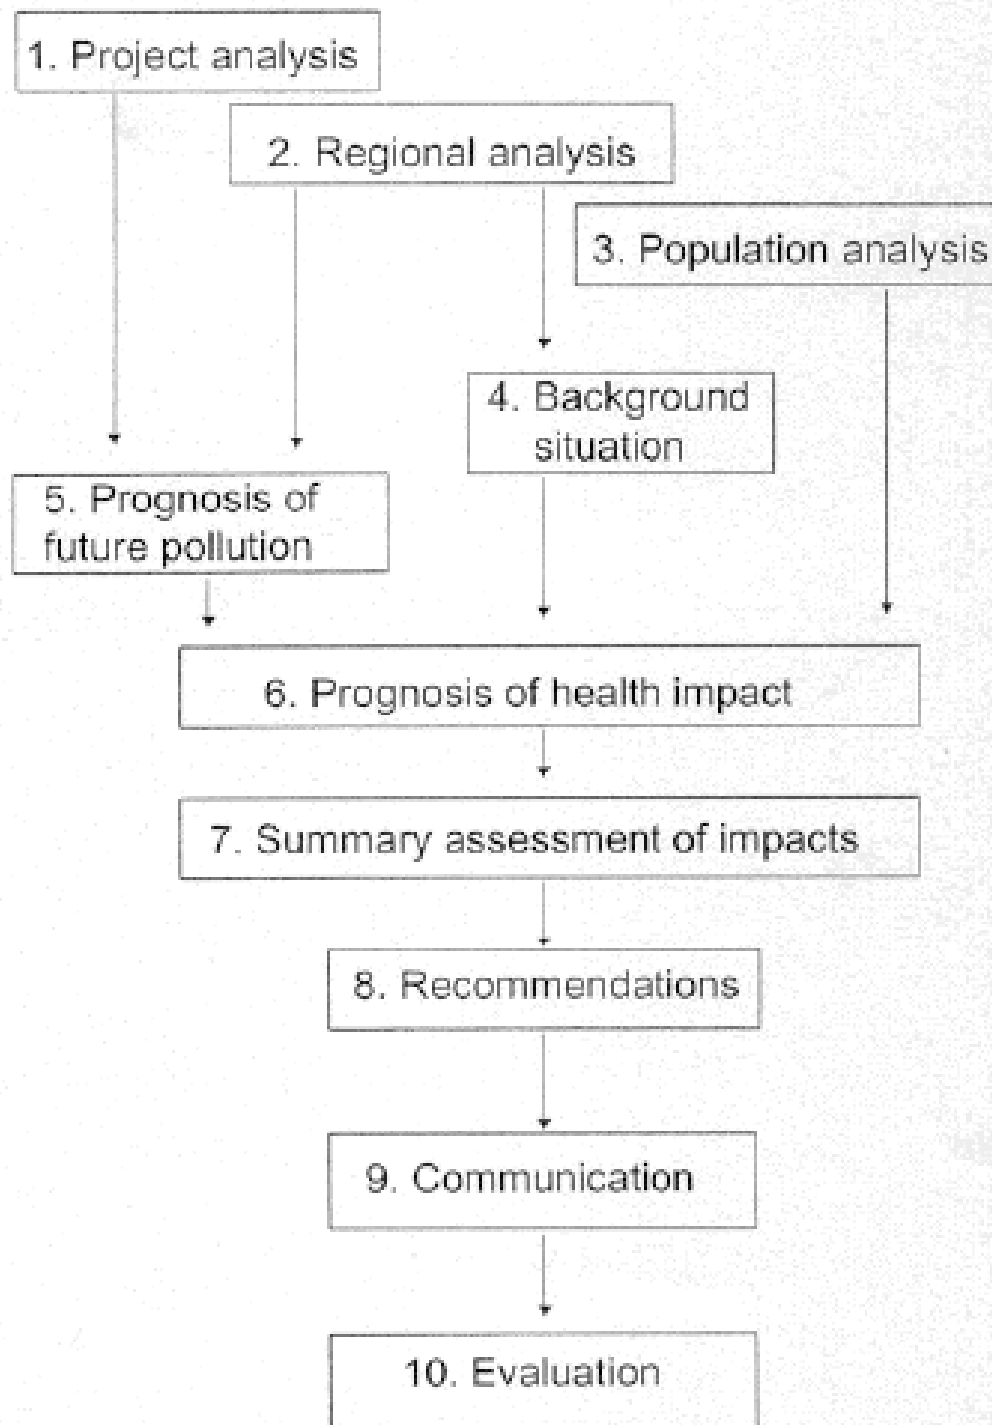 1. Project analysis
2. Regional analysis
3. Population analysis
4. Background
situation
5. Prognosis of
future pollution
6. Prognosis of health impact
7. Summary assessment of impacts
8. Recommendations
9. Communication
10. Evaluation